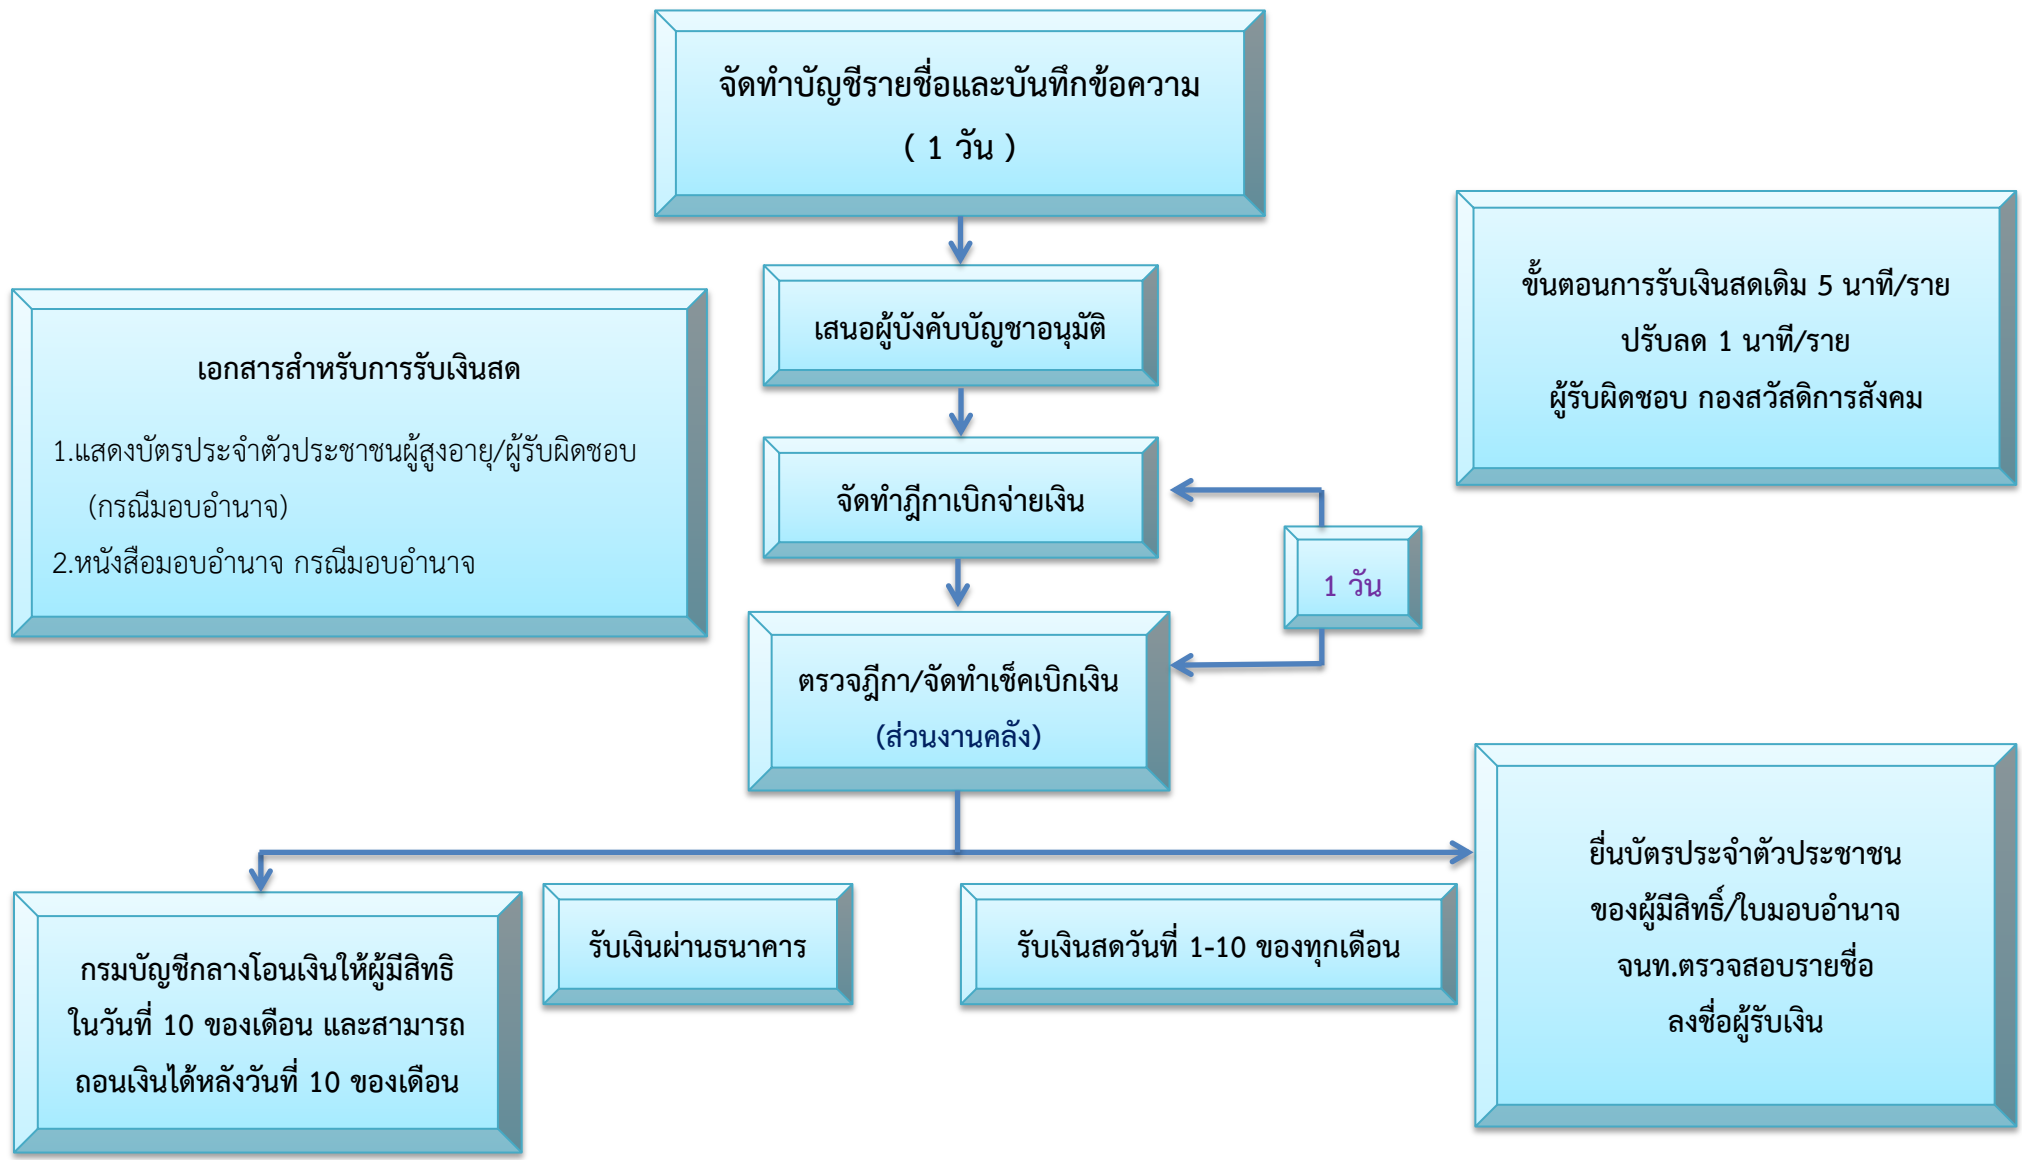 จัดทำบัญชีรายชื่อและบันทึกข้อความ
( 1 วัน )
เสนอผู้บังคับบัญชาอนุมัติ
ขั้นตอนการรับเงินสดเดิม 5 นาที/ราย
ปรับลด 1 นาที/ราย
ผู้รับผิดชอบ กองสวัสดิการสังคม
เอกสารสำหรับการรับเงินสด
1.แสดงบัตรประจำตัวประชาชนผู้สูงอายุ/ผู้รับผิดชอบ
(กรณีมอบอำนาจ)
2.หนังสือมอบอำนาจ กรณีมอบอำนาจ
จัดทำฎีกาเบิกจ่ายเงิน
1 วัน
ตรวจฎีกา/จัดทำเช็คเบิกเงิน
(ส่วนงานคลัง)
กรมบัญชีกลางโอนเงินให้ผู้มีสิทธิ
ในวันที่ 10 ของเดือน และสามารถ
ถอนเงินได้หลังวันที่ 10 ของเดือน
รับเงินผ่านธนาคาร
รับเงินสดวันที่ 1-10 ของทุกเดือน
ยื่นบัตรประจำตัวประชาชน
ของผู้มีสิทธิ์/ใบมอบอำนาจ
จนท.ตรวจสอบรายชื่อ
ลงชื่อผู้รับเงิน